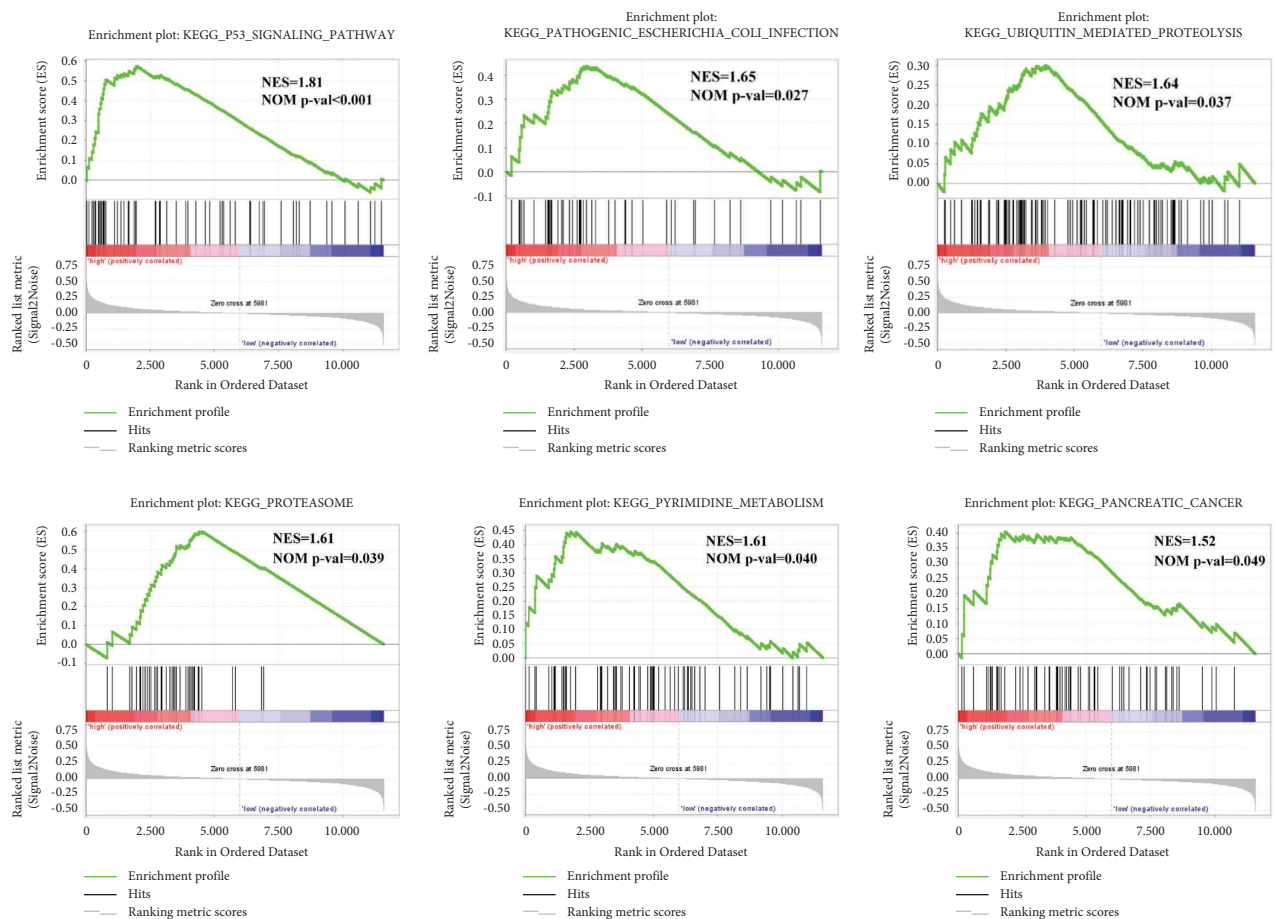 Enrichment plot: KEGG_P53_SIGNALING_PATHWAY
NES=1.81
NOM p-val<0.001
Enrichment score (ES)
0.6
0.5
0.4
0.3
0.2
0.1
0.0
'high' (positively correlated)
Ranked list metric
(Signal2Noise)
0.75
0.50
0.25
0.00
-0.25
-0.50
Zero cross at 5981
'low' (negatively correlated)
0
2.500
5.000
7.500
10.000
Rank in Ordered Dataset
Enrichment profile
Hits
Ranking metric scores
Enrichment plot:
KEGG_PATHOGENIC_ESCHERICHIA_COLI_INFECTION
NES=1.65
NOM p-val=0.027
Enrichment score (ES)
0.4
0.3
0.2
0.1
0.0
-0.1
'high' (positively correlated)
Ranked list metric
(Signal2Noise)
0.75
0.50
0.25
0.00
-0.25
-0.50
Zero cross at 5981
'low' (negatively correlated)
0
2.500
5.000
7.500
10.000
Rank in Ordered Dataset
Enrichment profile
Hits
Ranking metric scores
Enrichment plot:
KEGG_UBIQUITIN_MEDIATED_PROTEOLYSIS
NES=1.64
NOM p-val=0.037
Enrichment score (ES)
0.30
0.25
0.20
0.15
0.10
0.05
0.00
'high' (positively correlated)
Ranked list metric
(Signal2Noise)
0.75
0.50
0.25
0.00
-0.25
-0.50
Zero cross at 5981
'low' (negatively correlated)
0
2.500
5.000
7.500
10.000
Rank in Ordered Dataset
Enrichment profile
Hits
Ranking metric scores
Enrichment plot: KEGG_PROTEASOME
NES=1.61
NOM p-val=0.039
Enrichment score (ES)
0.6
0.5
0.4
0.3
0.2
0.1
0.0
-0.1
'high' (positively correlated)
Ranked list metric
(Signal2Noise)
0.75
0.50
0.25
0.00
-0.25
-0.50
Zero cross at 5981
'low' (negatively correlated)
0
2.500
5.000
7.500
10.000
Rank in Ordered Dataset
Enrichment profile
Hits
Ranking metric scores
Enrichment plot: KEGG_PYRIMIDINE_METABOLISM
NES=1.61
NOM p-val=0.040
Enrichment score (ES)
0.45
0.40
0.35
0.30
0.25
0.20
0.15
0.10
0.05
0.00
'high' (positively correlated)
Ranked list metric
(Signal2Noise)
0.75
0.50
0.25
0.00
-0.25
-0.50
Zero cross at 5981
'low' (negatively correlated)
0
2.500
5.000
7.500
10.000
Rank in Ordered Dataset
Enrichment profile
Hits
Ranking metric scores
Enrichment plot: KEGG_PANCREATIC_CANCER
NES=1.52
NOM p-val=0.049
Enrichment score (ES)
0.40
0.35
0.30
0.25
0.20
0.15
0.10
0.05
0.00
'high' (positively correlated)
Ranked list metric
(Signal2Noise)
0.75
0.50
0.25
0.00
-0.25
-0.50
Zero cross at 5981
'low' (negatively correlated)
0
2.500
5.000
7.500
10.000
Rank in Ordered Dataset
Enrichment profile
Hits
Ranking metric scores